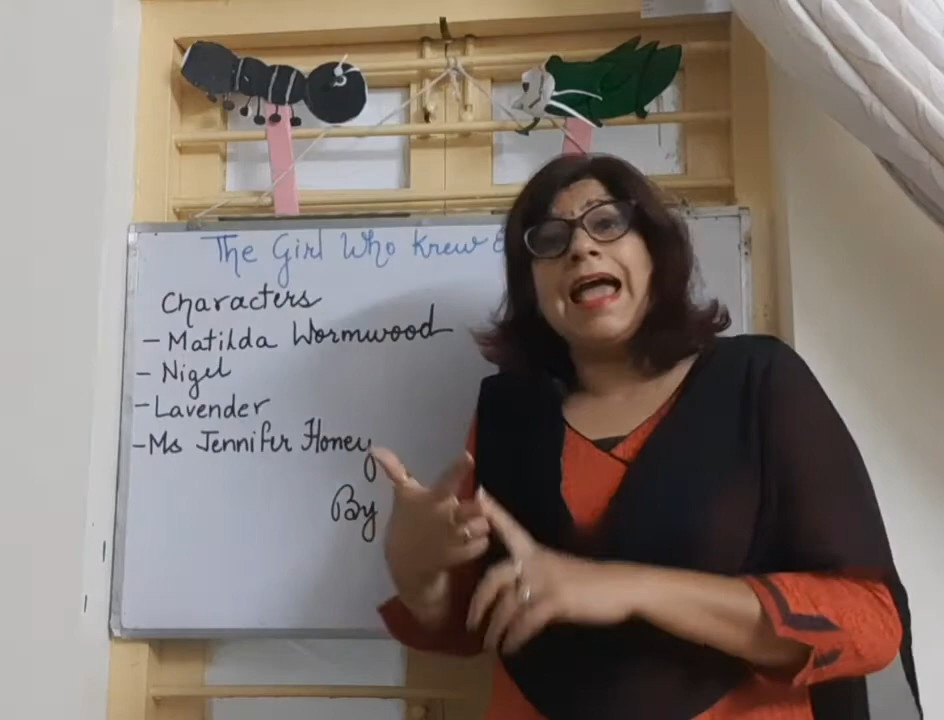 The Girl Who Knew
Characters
- Matilda Wormwood
- Nigel
- Lavender
- Ms Jennifer Honey
By